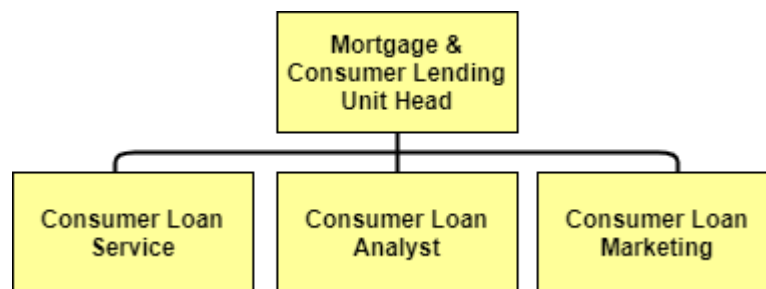 Mortgage &
Consumer Lending
Unit Head
Consumer Loan
Service
Consumer Loan
Analyst
Consumer Loan
Marketing